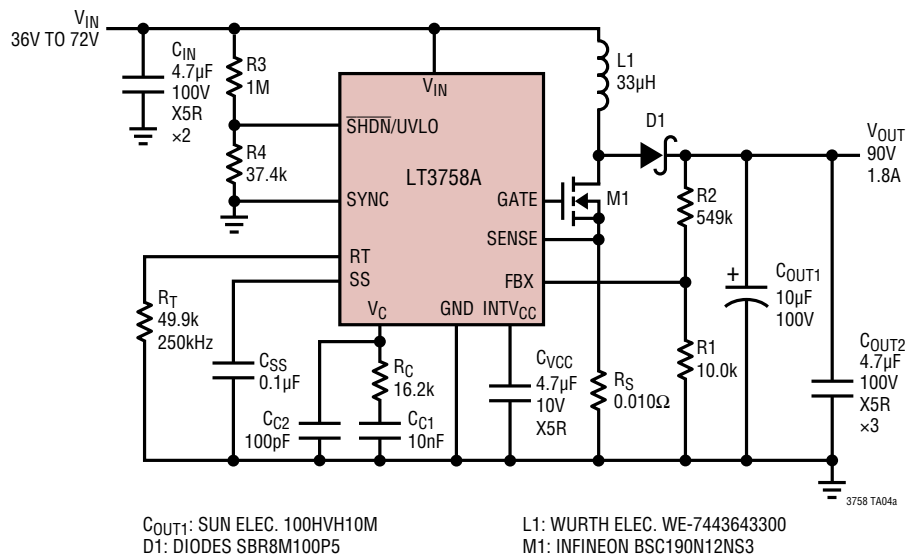 VIN
36V TO 72V
CIN
4.7µF
100V
X5R
×2
R3
1M
R4
37.4k
VIN
SHDN/UVLO
LT3758A
SYNC
RT
SS
VC
GND
INTVCC
GATE
SENSE
FBX
L1
33µH
D1
M1
VOUT
90V
1.8A
R2
549k
R1
10.0k
COUT1
10µF
100V
+
COUT2
4.7µF
100V
X5R
×3
RT
49.9k
250kHz
CSS
0.1µF
CC2
100pF
RC
16.2k
CC1
10nF
CVCC
4.7µF
10V
X5R
RS
0.010Ω
3758 TA04a
COUT1: SUN ELEC. 100HVH10M
D1: DIODES SBR8M100P5
L1: WURTH ELEC. WE-7443643300
M1: INFINEON BSC190N12NS3